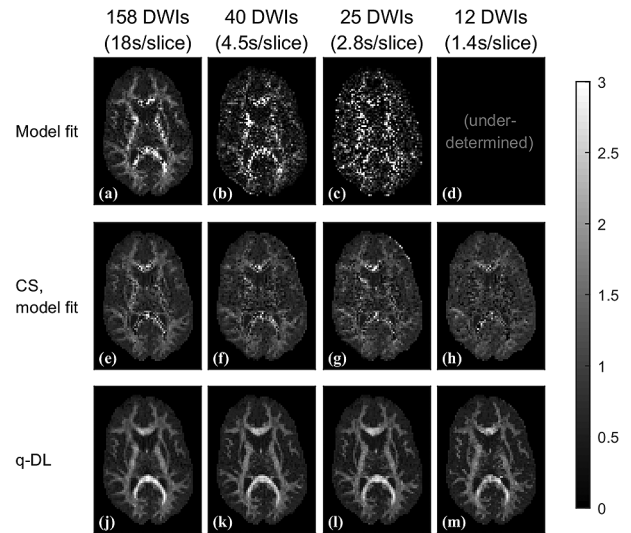 158 DWIs 40 DWIs 25 DWIs 12 DWIs
(18s/slice) (4.5s/slice) (2.8s/slice) (1.4s/slice)
3
Model fit
(under-
determined)
2.5
(a) (b) (c) (d)
2
CS,
model fit
1.5
(e) (f) (g) (h)
1
q-DL
0.5
(j) (k) (l) (m)
0